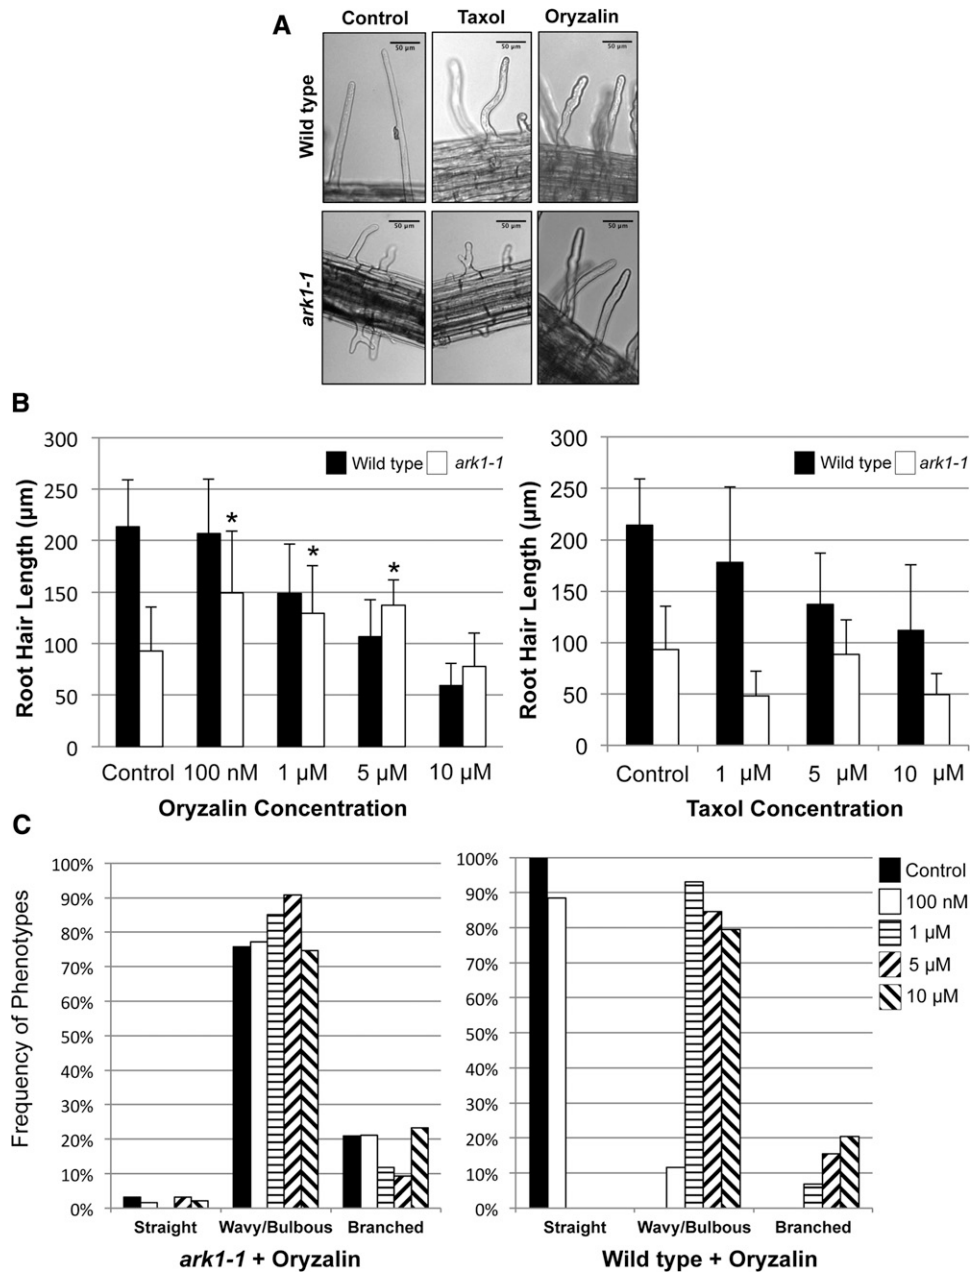 A
Control Taxol Oryzalin
Wild type
50 µm 50 µm 50 µm
ark1-1
50 µm 50 µm 50 µm
B
Root Hair Length (µm)
300
250
200
150
100
50
0
Wild type ark1-1
* * *
Control 100 nM 1 µM 5 µM 10 µM
Oryzalin Concentration
Root Hair Length (µm)
300
250
200
150
100
50
0
Wild type ark1-1
Control 1 µM 5 µM 10 µM
Taxol Concentration
C
Frequency of Phenotypes
100%
90%
80%
70%
60%
50%
40%
30%
20%
10%
0%
Straight Wavy/Bulbous Branched
ark1-1 + Oryzalin
100%
90%
80%
70%
60%
50%
40%
30%
20%
10%
0%
Straight Wavy/Bulbous Branched
Wild type + Oryzalin
Control
100 nM
1 µM
5 µM
10 µM